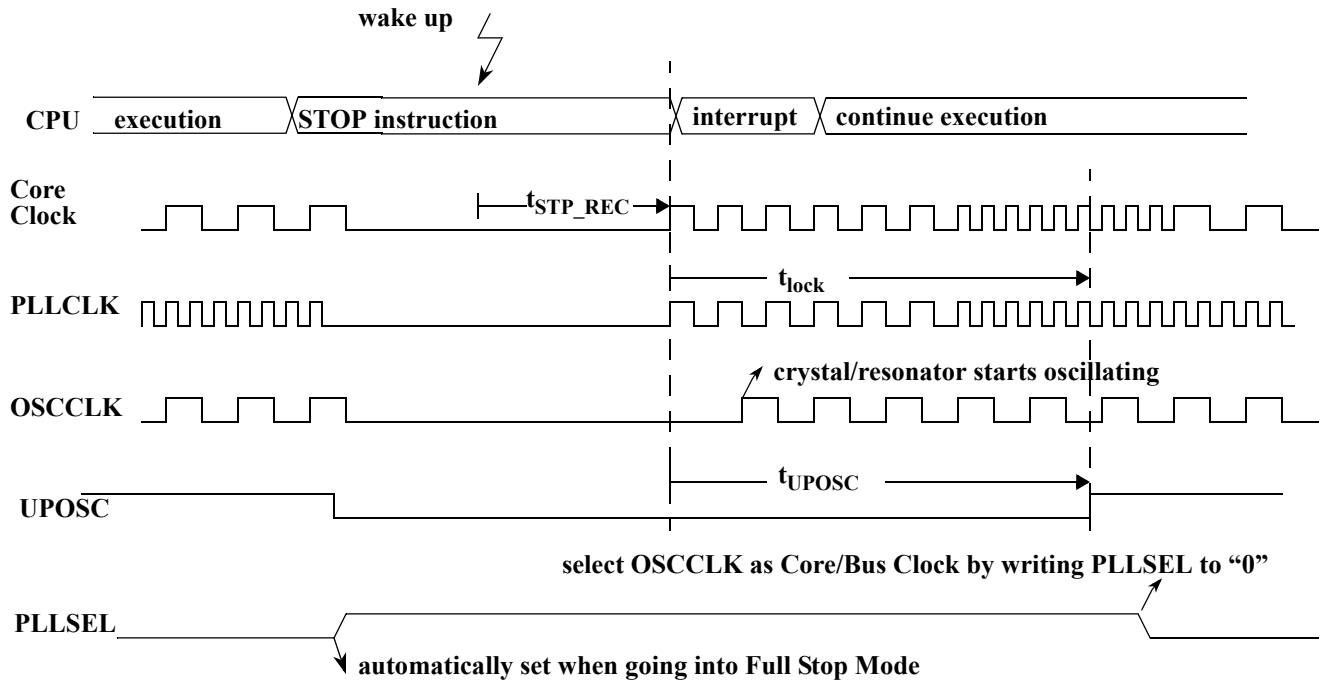 wake up
CPU
execution
STOP instruction
interrupt
continue execution
Core
Clock
tSTP_REC
tlock
PLLCLK
crystal/resonator starts oscillating
OSCCLK
tUPOSC
UPOSC
select OSCCLK as Core/Bus Clock by writing PLLSEL to “0”
PLLSEL
automatically set when going into Full Stop Mode